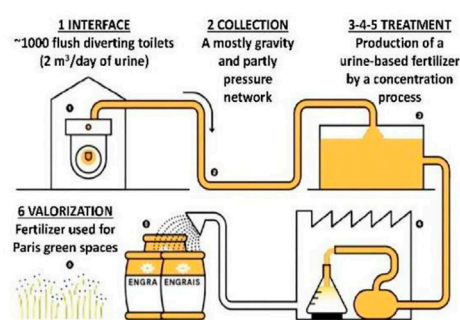 1 INTERFACE
~1000 flush diverting toilets
(2 m³/day of urine)
2 COLLECTION
A mostly gravity
and partly
pressure
network
3-4-5 TREATMENT
Production of a
urine-based fertilizer
by a concentration
process
6 VALORIZATION
Fertilizer used for
Paris green spaces
ENGRA
ENGRAIS